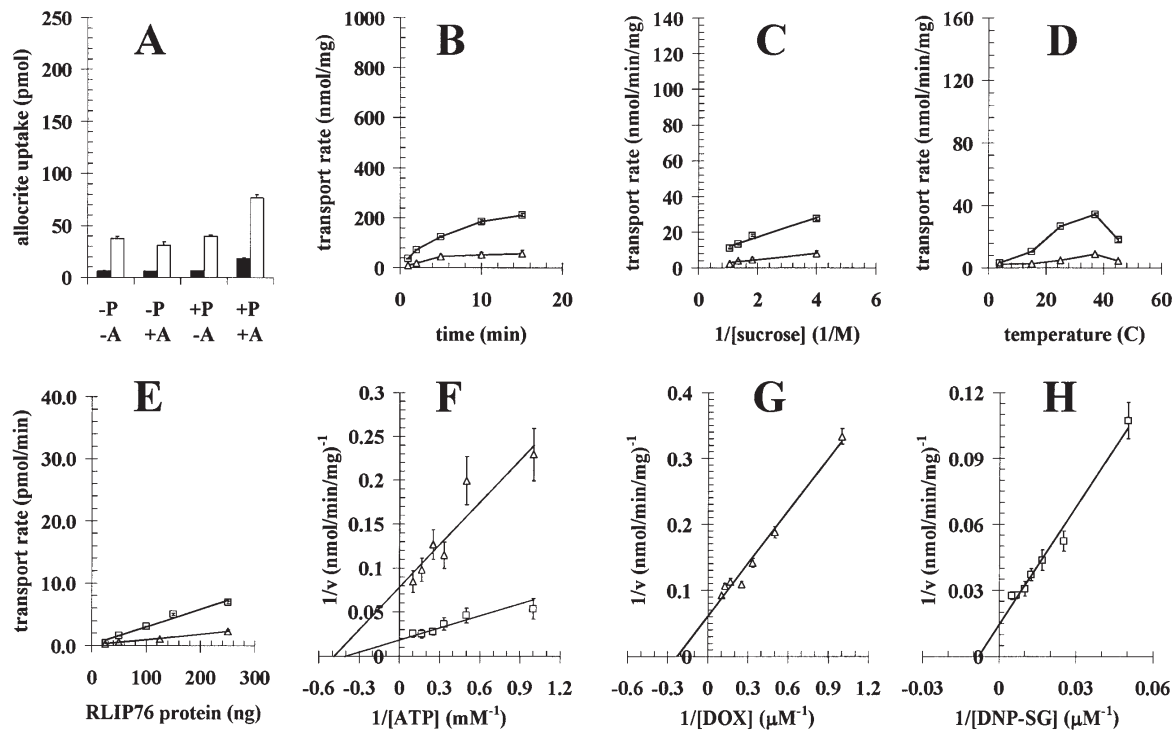 A
allocrite uptake (pmol)
250
200
150
100
50
0
-P -P +P +P
-A +A -A +A
B
transport rate (nmol/mg)
1000
800
600
400
200
0
0 10 20
time (min)
C
transport rate (nmol/min/mg)
140
120
100
80
60
40
20
0
0 2 4 6
1/[sucrose] (1/M)
D
transport rate (nmol/min/mg)
160
120
80
40
0
0 20 40 60
temperature (C)
E
transport rate (pmol/min)
40.0
30.0
20.0
10.0
0.0
0 100 200 300
RLIP76 protein (ng)
F
1/v (nmol/min/mg)⁻¹
0.3
0.25
0.2
0.15
0.1
0.05
0
-0.6 -0.3 0 0.3 0.6 0.9 1.2
1/[ATP] (mM⁻¹)
G
1/v (nmol/min/mg)⁻¹
0.4
0.3
0.2
0.1
0
-0.6 -0.3 0 0.3 0.6 0.9 1.2
1/[DOX] (μM⁻¹)
H
1/v (nmol/min/mg)⁻¹
0.12
0.09
0.06
0.03
0
-0.03 0 0.03 0.06
1/[DNP-SG] (μM⁻¹)